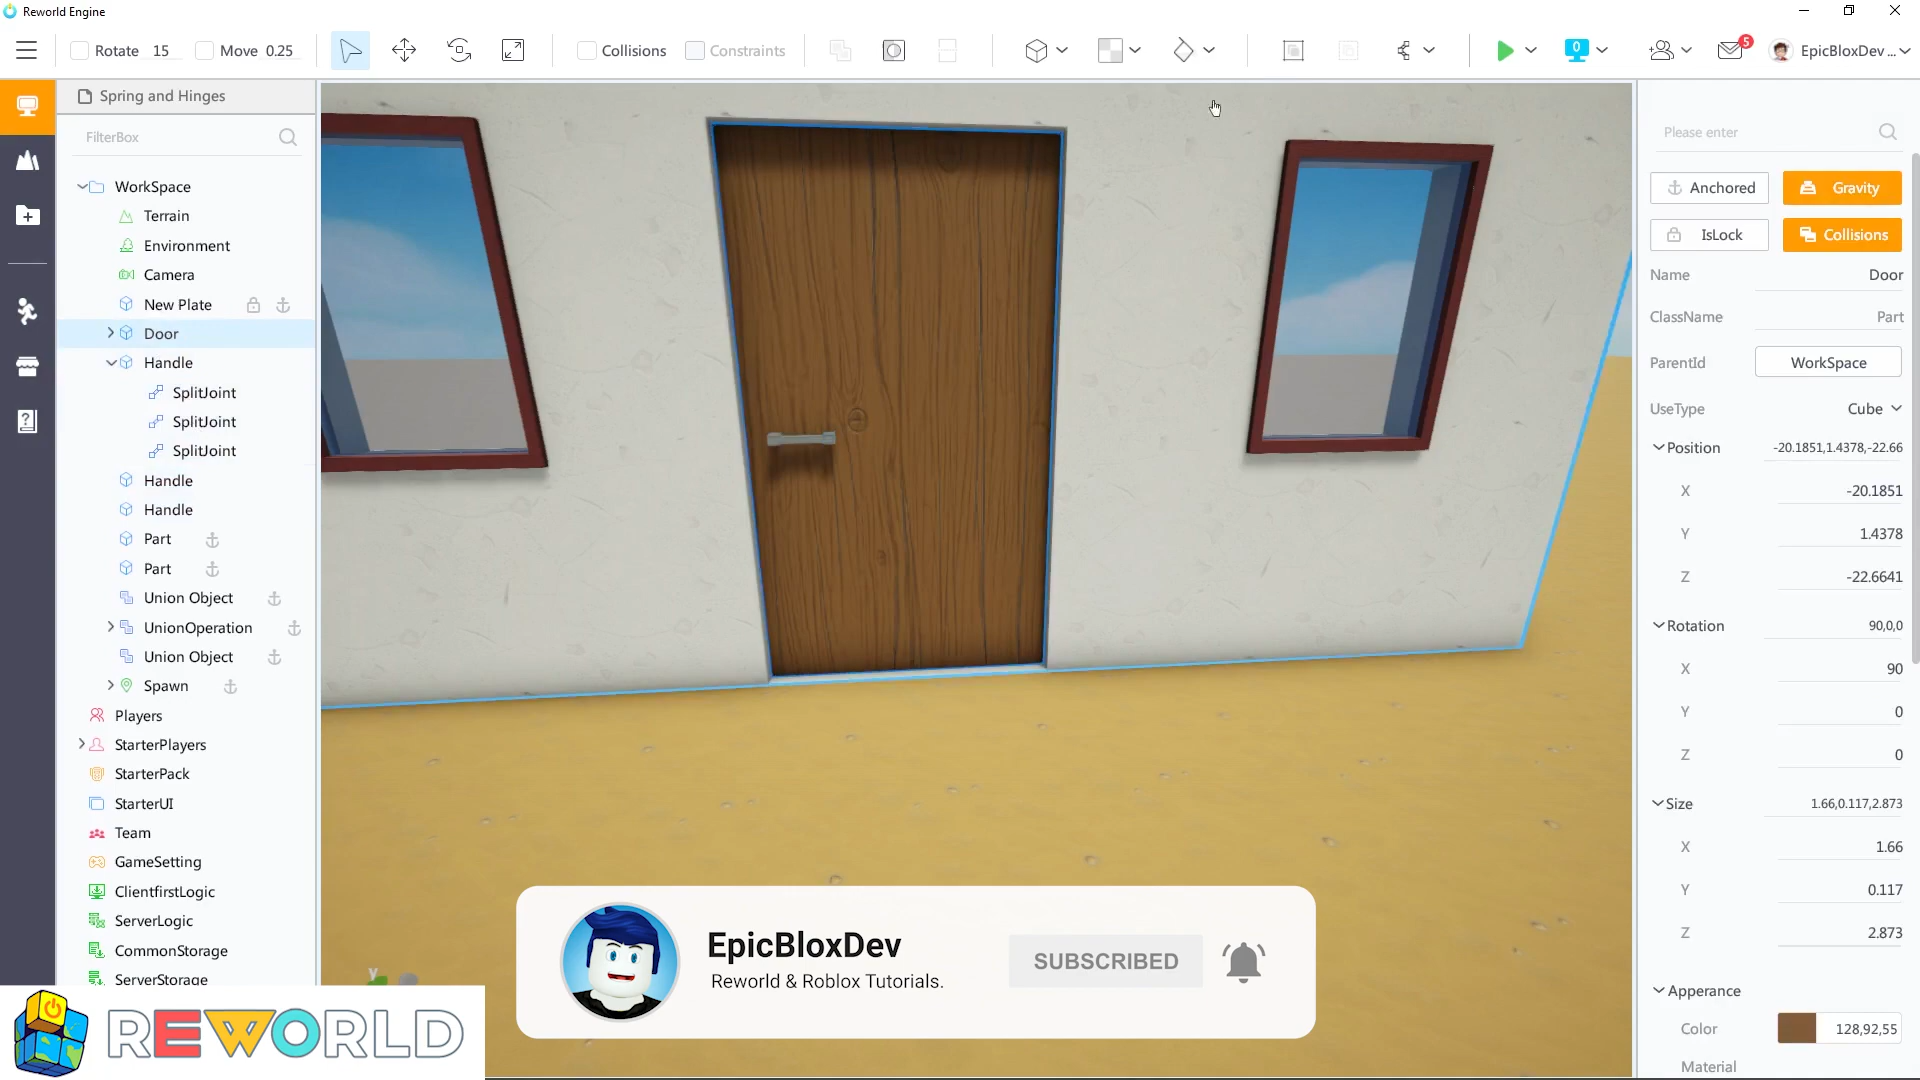 Reworld Engine
Rotate 15 Move 0.25 Collisions Constraints 0 5 EpicBloxDev ...
Spring and Hinges
FilterBox
WorkSpace
Terrain
Environment
Camera
New Plate
Door
Handle
SplitJoint
SplitJoint
SplitJoint
Handle
Handle
Part
Part
Union Object
UnionOperation
Union Object
Spawn
Players
StarterPlayers
StarterPack
StarterUI
Team
GameSetting
ClientfirstLogic
ServerLogic
CommonStorage
ServerStorage
REWORLD
EpicBloxDev
Reworld & Roblox Tutorials.
SUBSCRIBED
Please enter
Anchored Gravity
IsLock Collisions
Name Door
ClassName Part
ParentId WorkSpace
UseType Cube
Position -20.1851,1.4378,-22.66
X -20.1851
Y 1.4378
Z -22.6641
Rotation 90,0,0
X 90
Y 0
Z 0
Size 1.66,0.117,2.873
X 1.66
Y 0.117
Z 2.873
Apperance
Color 128,92,55
Material